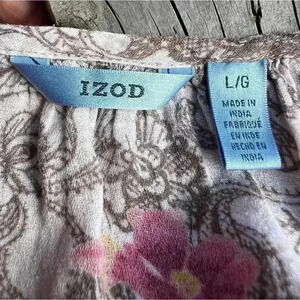 IZOD
L/G
MADE IN
INDIA
FABRIQUÉ
EN INDE
HECHO EN
INDIA